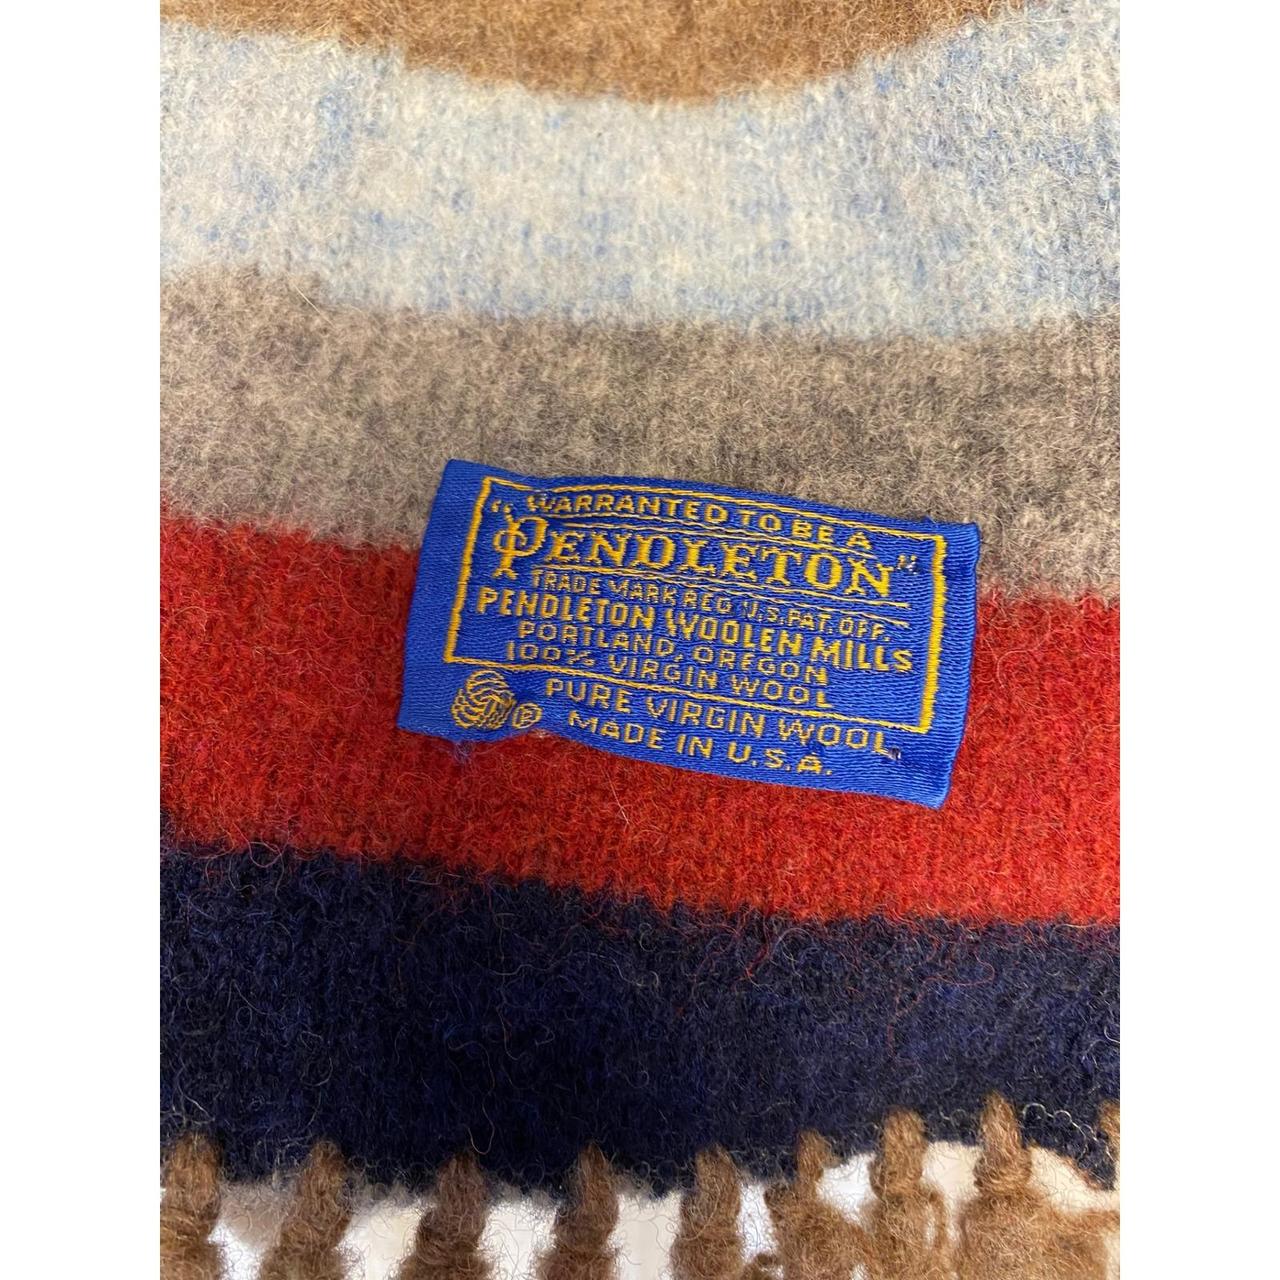 WARRANTED TO BE A
"PENDLETON"
TRADE MARK REG. U.S. PAT. OFF.
PENDLETON WOOLEN MILLS
PORTLAND, OREGON
100% VIRGIN WOOL
PURE VIRGIN WOOL
® MADE IN U.S.A.